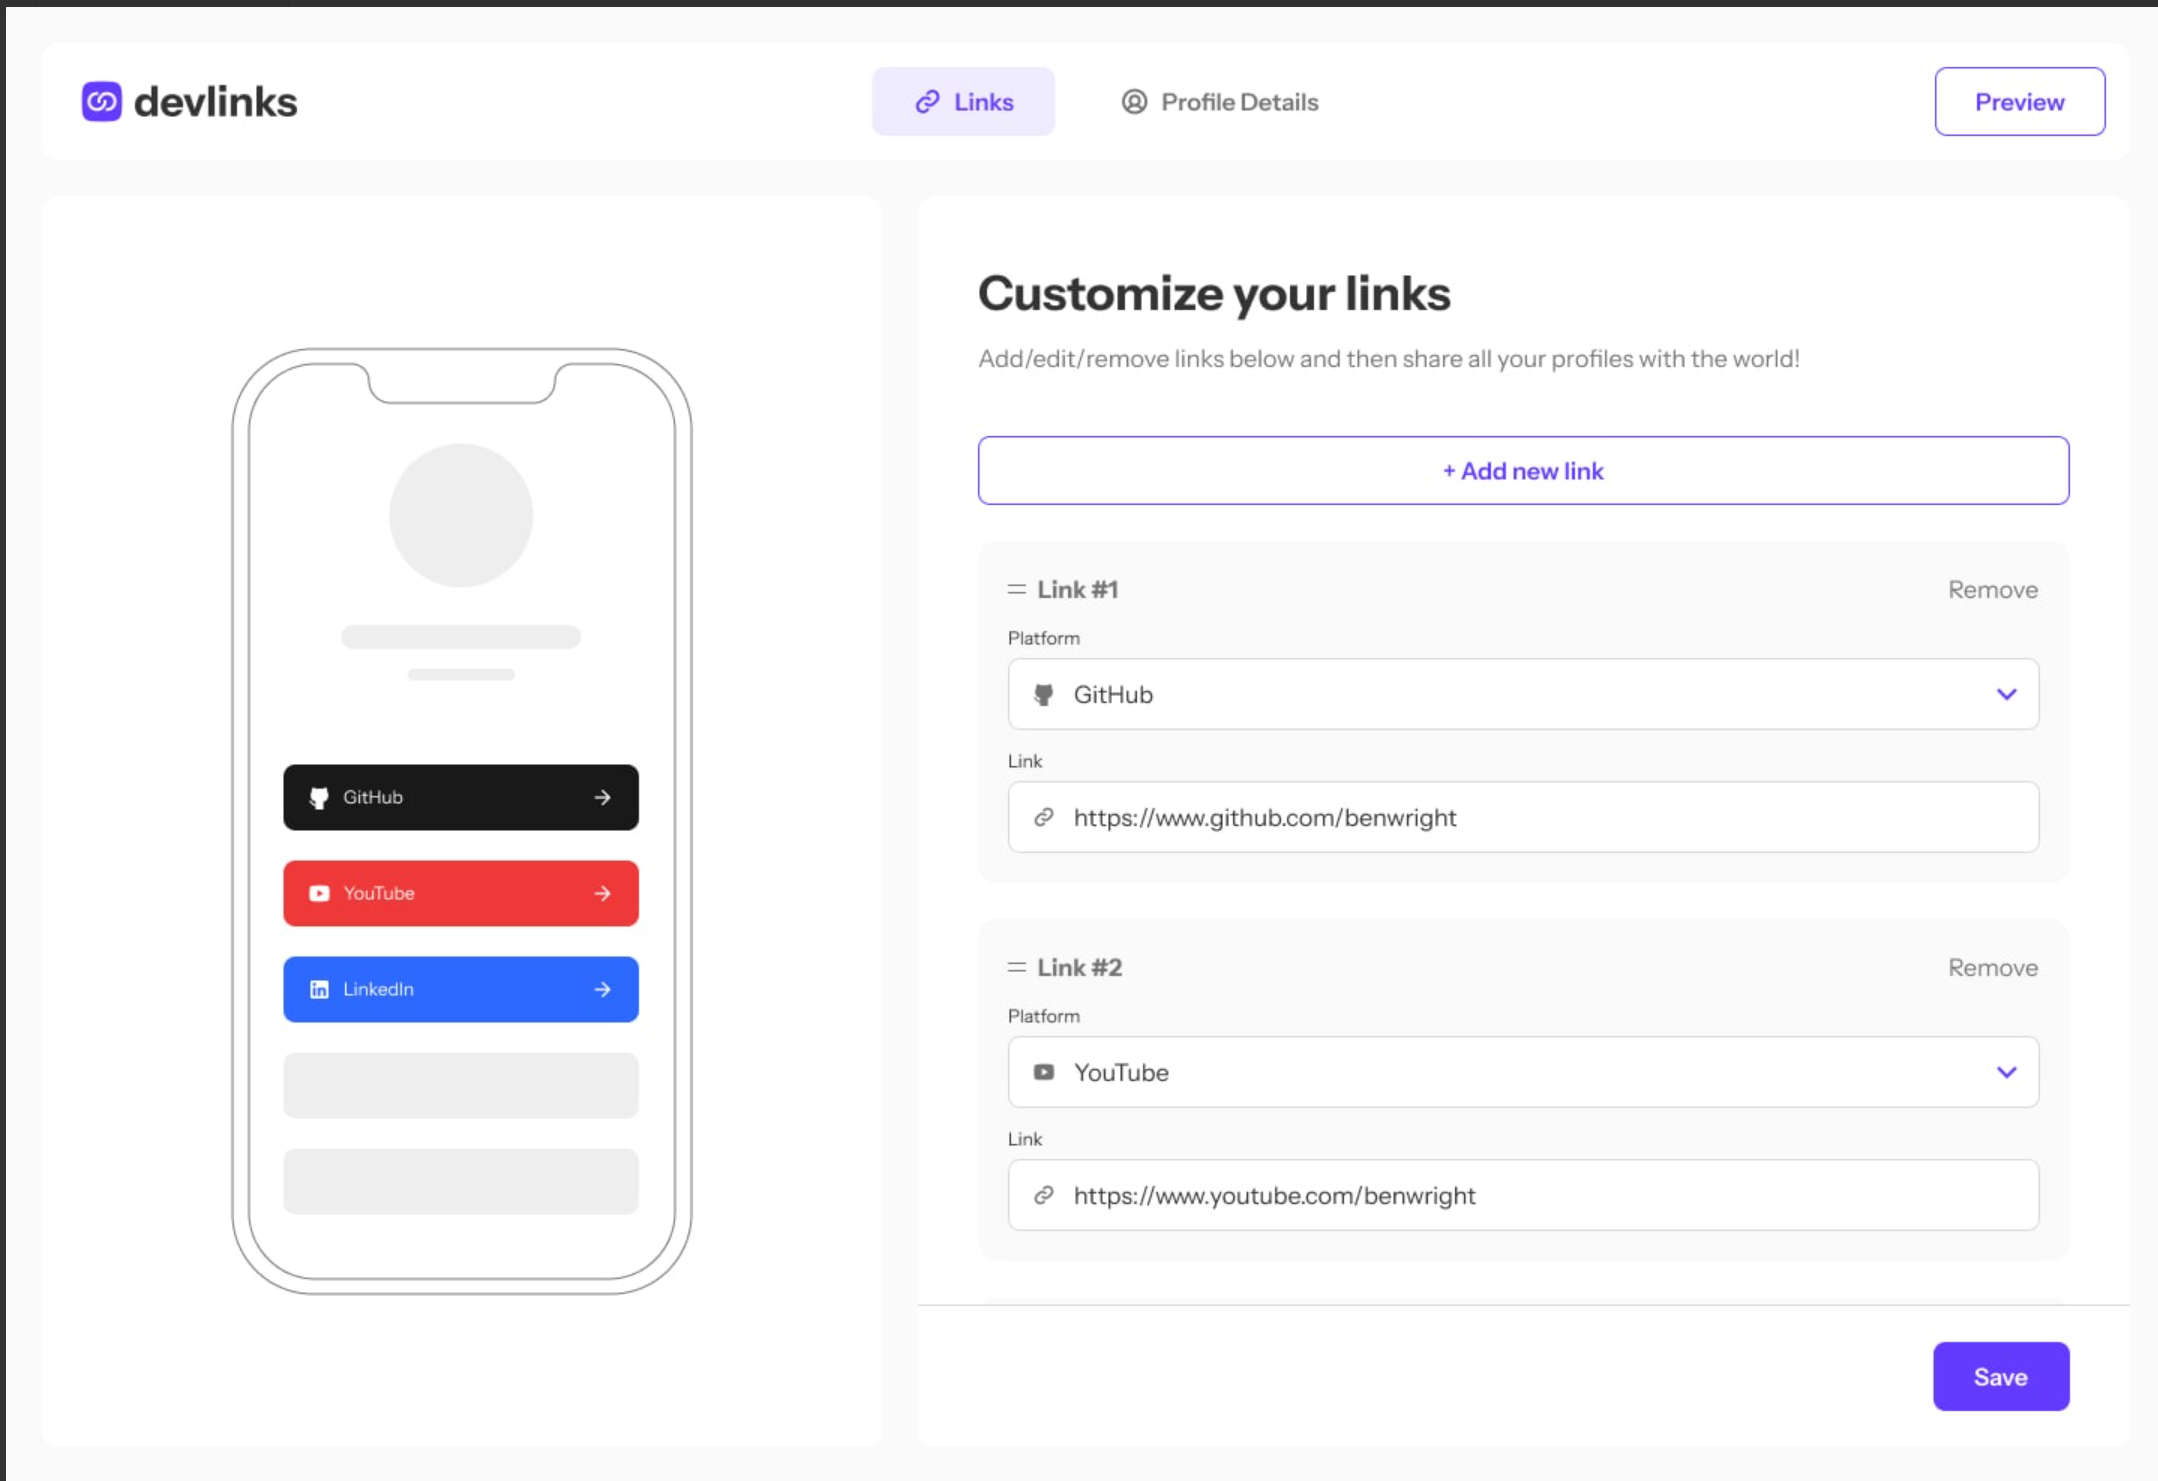 devlinks
Links
Profile Details
Preview
GitHub
YouTube
LinkedIn
Customize your links
Add/edit/remove links below and then share all your profiles with the world!
+ Add new link
Link #1
Remove
Platform
GitHub
Link
https://www.github.com/benwright
Link #2
Remove
Platform
YouTube
Link
https://www.youtube.com/benwright
Save